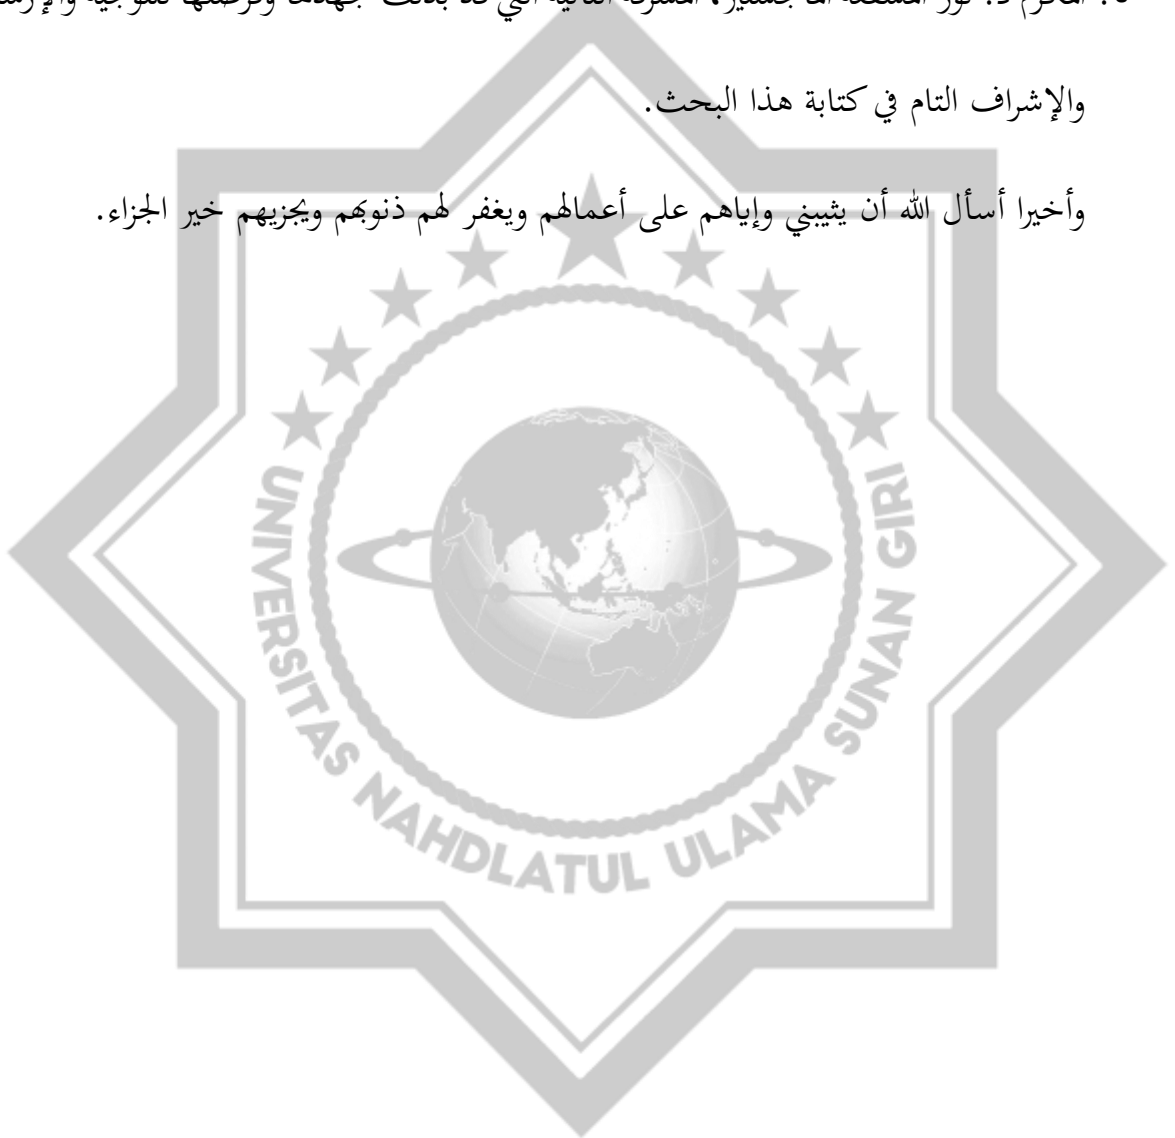 والإشراف التام في كتابة هذا البحث.
وأخيرا أسأل الله أن يثيبني وإياهم على أعمالهم ويغفر لهم ذنوبهم ويجزيهم خير الجزاء.
UNIVERSITAS NAHDLATUL ULAMA SUNAN GIRI